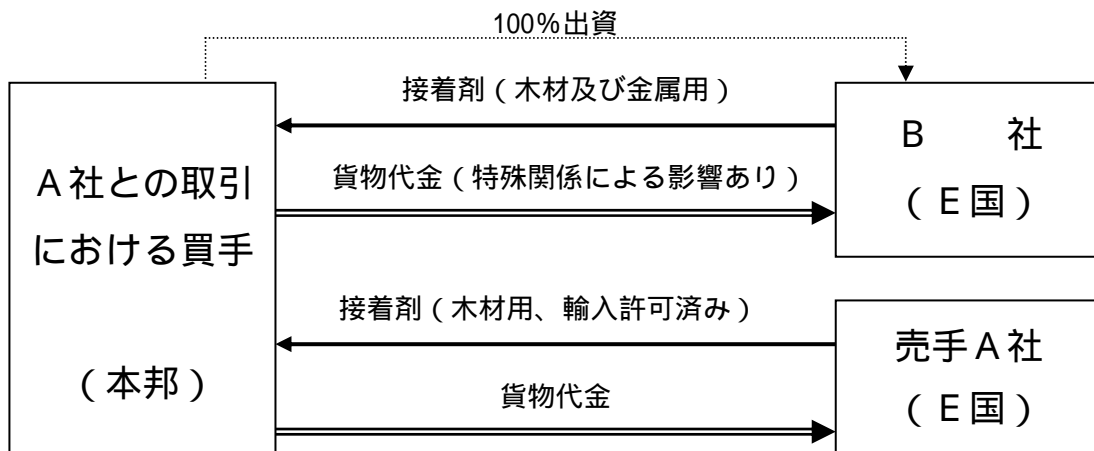 100%出資
接着剤（木材及び金属用）
Ｂ　　社
（Ｅ国）
Ａ社との取引
における買手
（本邦）
貨物代金（特殊関係による影響あり）
接着剤（木材用、輸入許可済み）
売手Ａ社
（Ｅ国）
貨物代金